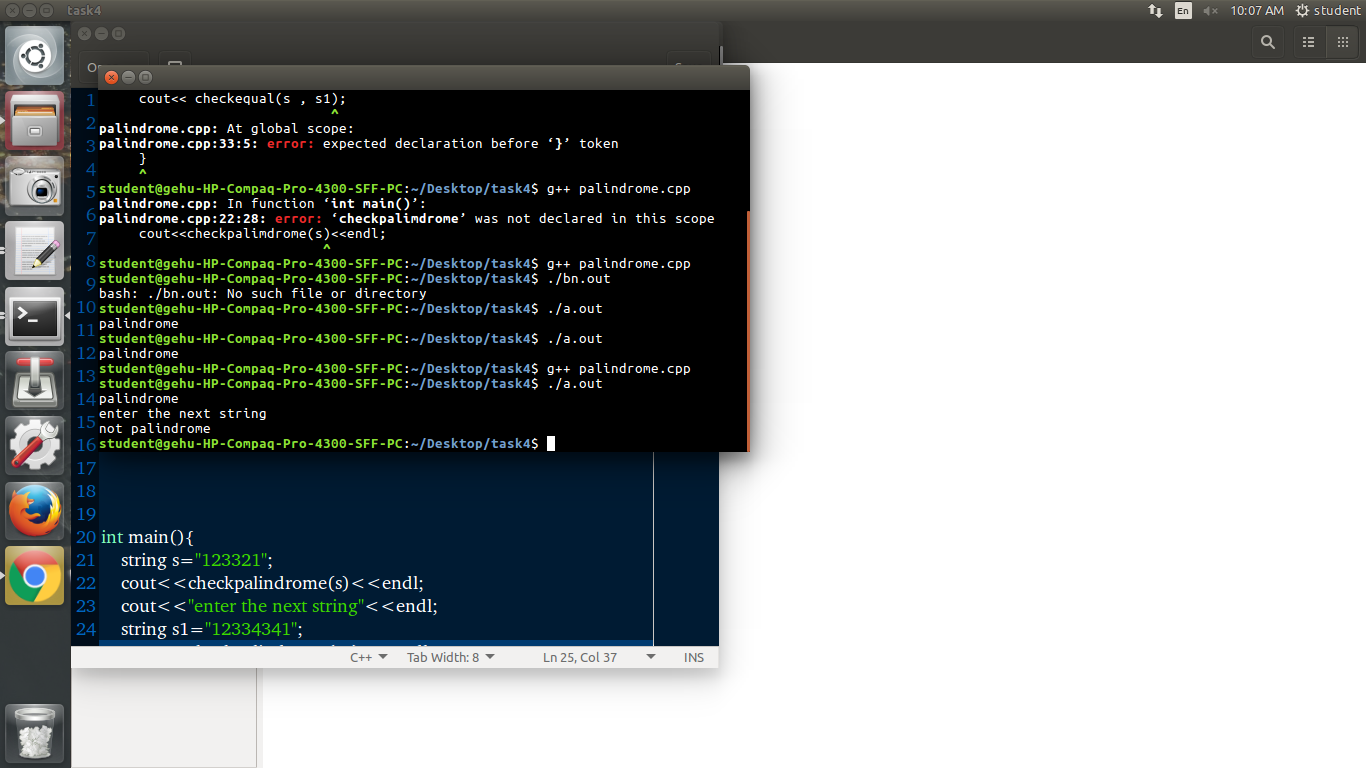 task4
En
10:07 AM
student
cout<< checkequal(s , s1);
^
palindrome.cpp: At global scope:
palindrome.cpp:33:5: error: expected declaration before ‘}’ token
}
^
student@gehu-HP-Compaq-Pro-4300-SFF-PC:~/Desktop/task4$ g++ palindrome.cpp
palindrome.cpp: In function ‘int main()’:
palindrome.cpp:22:28: error: ‘checkpalimdrome’ was not declared in this scope
cout<<checkpalimdrome(s)<<endl;
^
student@gehu-HP-Compaq-Pro-4300-SFF-PC:~/Desktop/task4$ g++ palindrome.cpp
student@gehu-HP-Compaq-Pro-4300-SFF-PC:~/Desktop/task4$ ./bn.out
bash: ./bn.out: No such file or directory
student@gehu-HP-Compaq-Pro-4300-SFF-PC:~/Desktop/task4$ ./a.out
palindrome
student@gehu-HP-Compaq-Pro-4300-SFF-PC:~/Desktop/task4$ ./a.out
palindrome
student@gehu-HP-Compaq-Pro-4300-SFF-PC:~/Desktop/task4$ g++ palindrome.cpp
student@gehu-HP-Compaq-Pro-4300-SFF-PC:~/Desktop/task4$ ./a.out
palindrome
enter the next string
not palindrome
student@gehu-HP-Compaq-Pro-4300-SFF-PC:~/Desktop/task4$
1
2
3
4
5
6
7
8
9
10
11
12
13
14
15
16
17
18
19
20 int main(){
21 string s="123321";
22 cout<<checkpalindrome(s)<<endl;
23 cout<<"enter the next string"<<endl;
24 string s1="12334341";
C++
Tab Width: 8
Ln 25, Col 37
INS